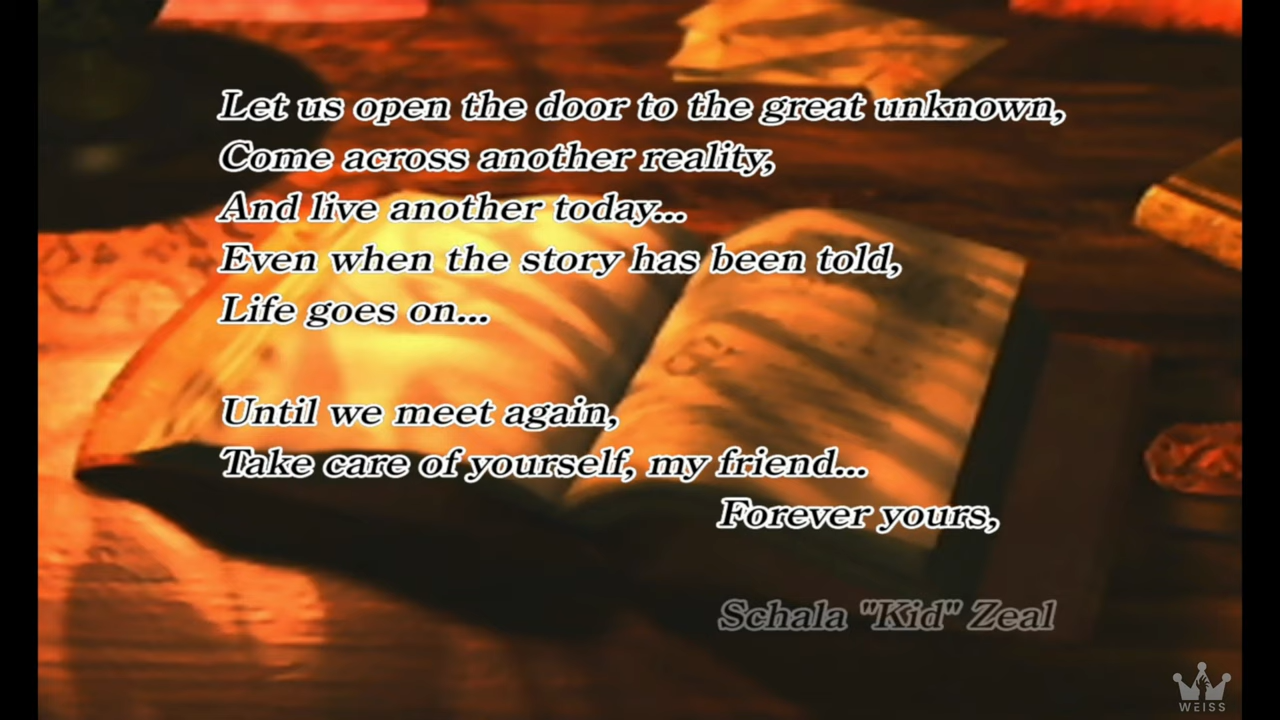 Let us open the door to the great unknown,
Come across another reality,
And live another today...
Even when the story has been told,
Life goes on...
Until we meet again,
Take care of yourself, my friend...
Forever yours,
Schala "Kid" Zeal
WEISS